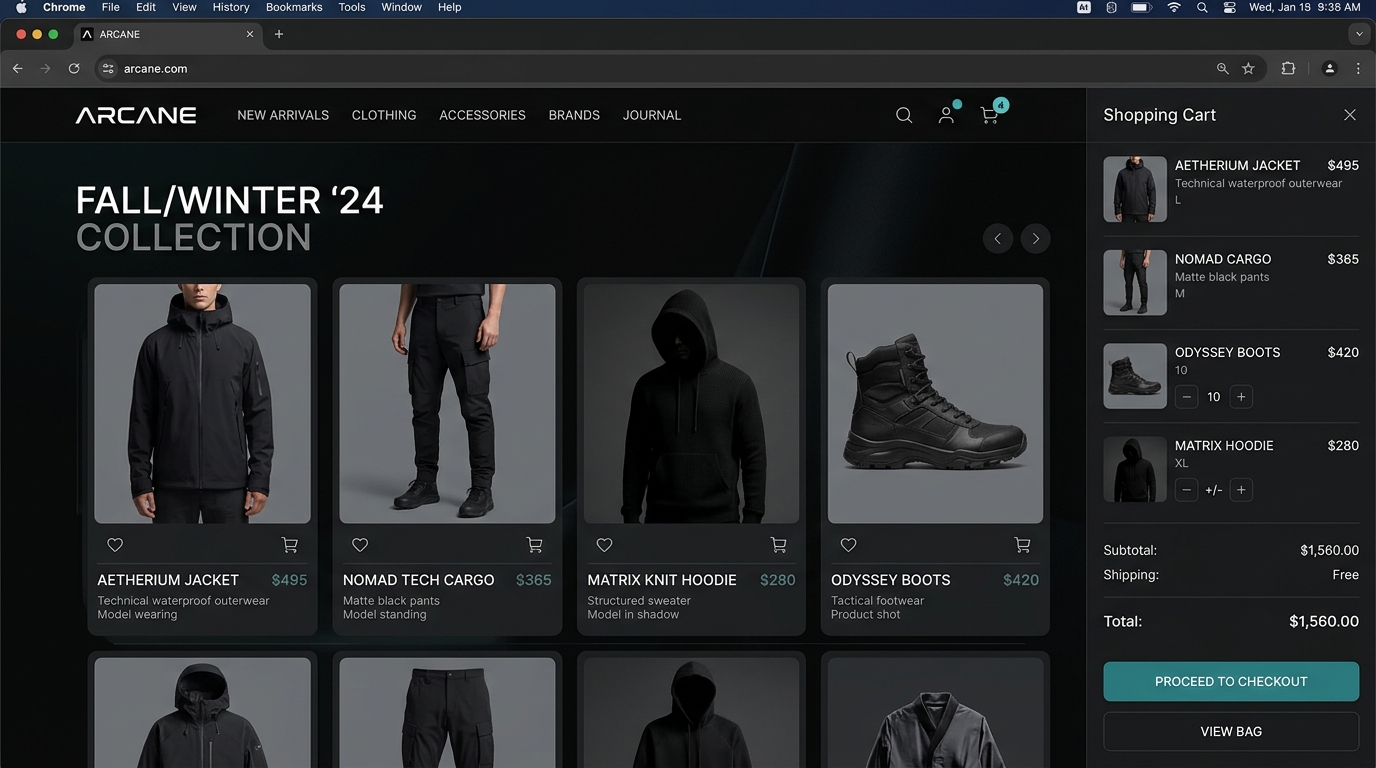 Chrome File Edit View History Bookmarks Tools Window Help
Wed, Jan 18 9:38 AM
ARCANE
arcane.com
ARCANE
NEW ARRIVALS CLOTHING ACCESSORIES BRANDS JOURNAL
4
FALL/WINTER ‘24
COLLECTION
AETHERIUM JACKET $495
Technical waterproof outerwear
Model wearing
NOMAD TECH CARGO $365
Matte black pants
Model standing
MATRIX KNIT HOODIE $280
Structured sweater
Model in shadow
ODYSSEY BOOTS $420
Tactical footwear
Product shot
Shopping Cart
AETHERIUM JACKET $495
Technical waterproof outerwear
L
NOMAD CARGO $365
Matte black pants
M
ODYSSEY BOOTS $420
10
− 10 +
MATRIX HOODIE $280
XL
− +/- +
Subtotal: $1,560.00
Shipping: Free
Total: $1,560.00
PROCEED TO CHECKOUT
VIEW BAG